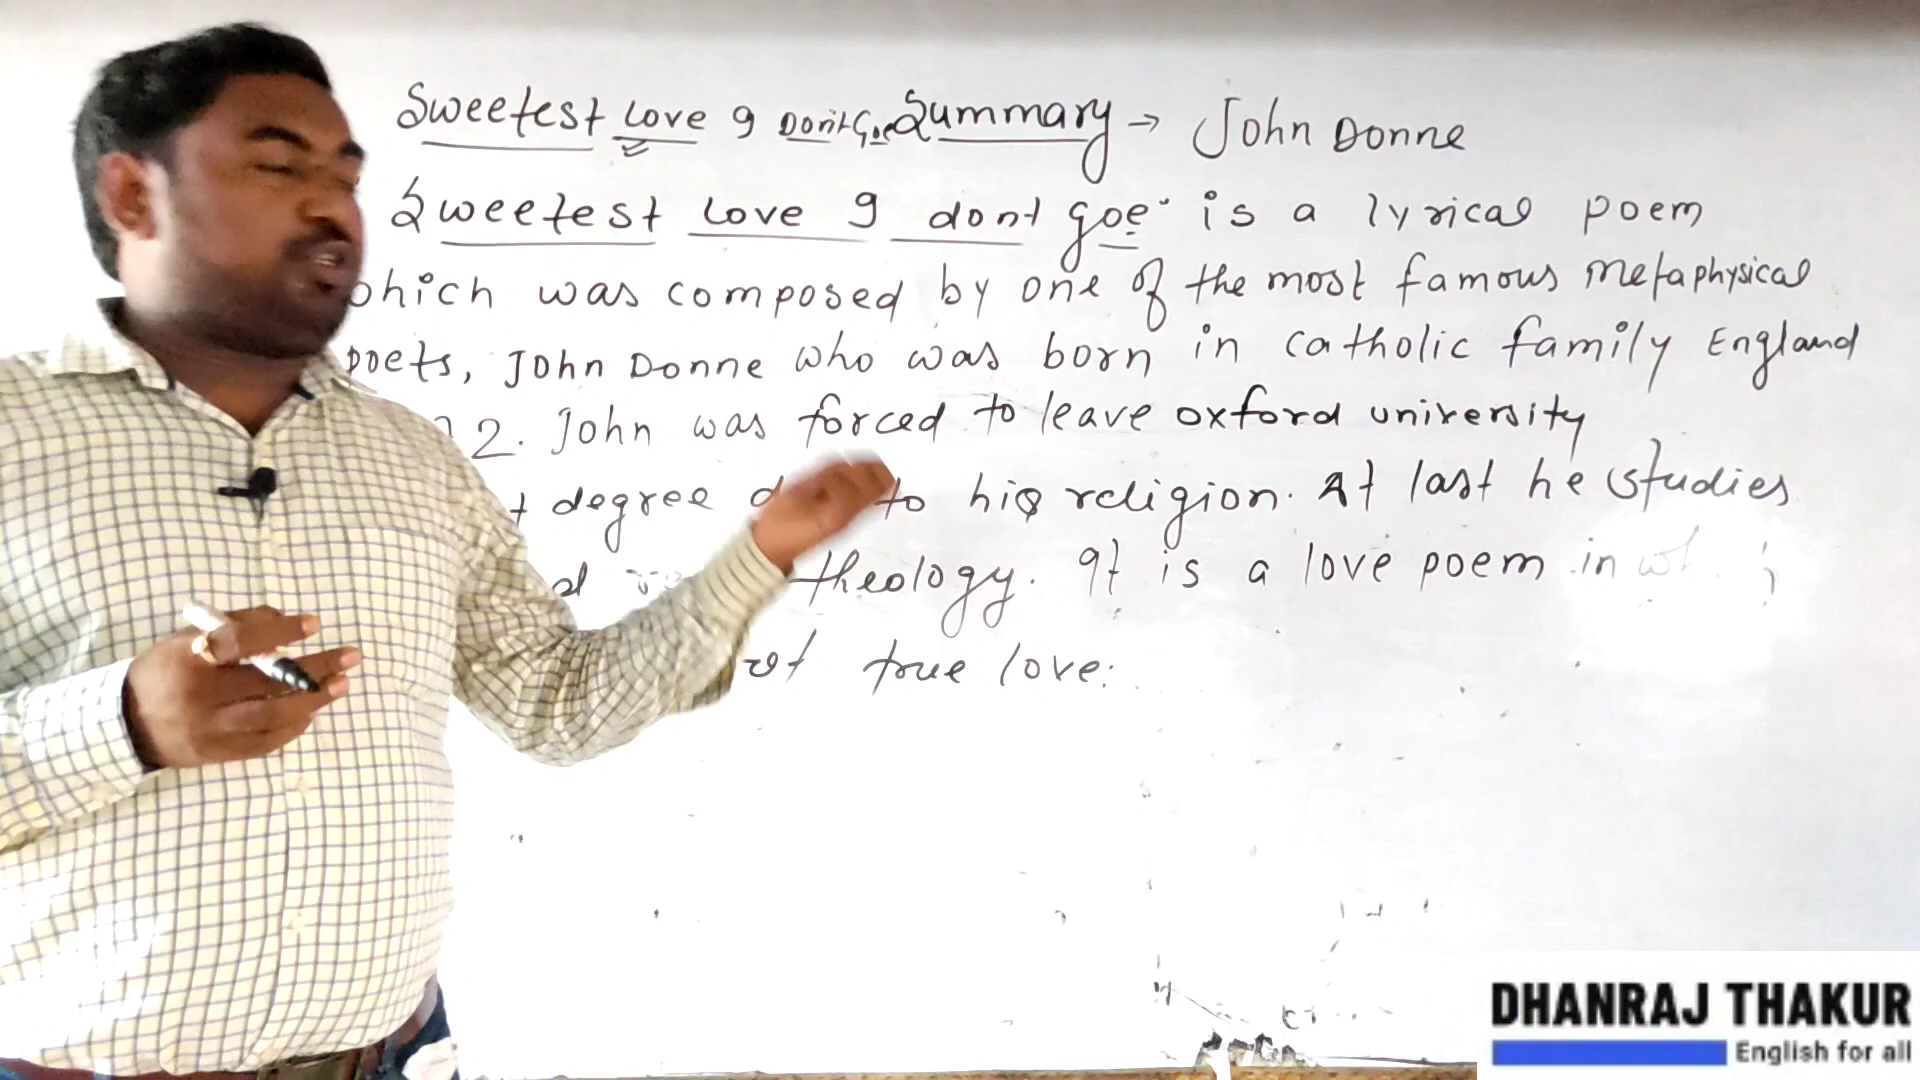 Sweetest Love I Don't Goe Summary → John Donne
Sweetest Love I dont goe is a lyrical poem
which was composed by one of the most famous Metaphysical
poets, John Donne who was born in catholic family England
2. John was forced to leave oxford university
degree to his religion. At last he studies
theology. It is a love poem in
true love.
DHANRAJ THAKUR
English for all